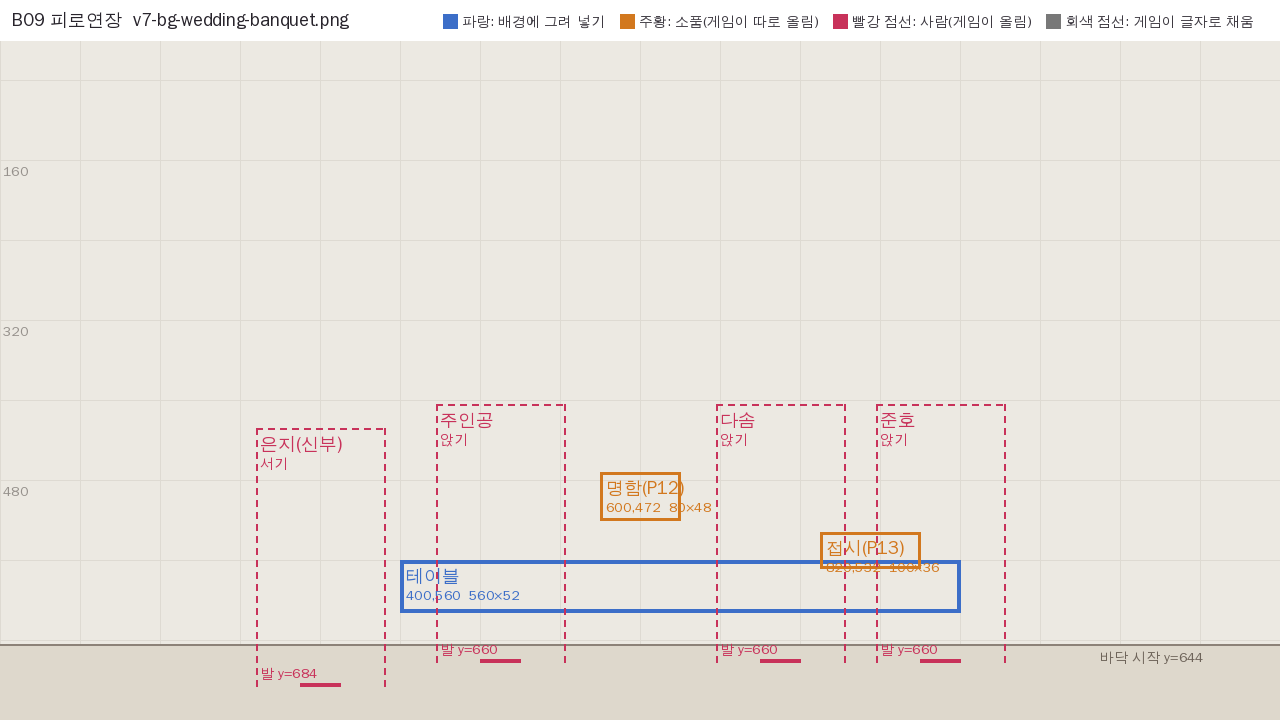 B09 피로연장 v7-bg-wedding-banquet.png
파랑: 배경에 그려 넣기
주황: 소품(게임이 따로 올림)
빨강 점선: 사람(게임이 올림)
회색 점선: 게임이 글자로 채움
160
320
주인공
앉기
다솜
앉기
준호
앉기
은지(신부)
서기
480
명함(P12)
600,472 80×48
접시(P13)
820,532 100×36
테이블
400,560 560×52
발 y=660
발 y=660
발 y=660
바닥 시작 y=644
발 y=684